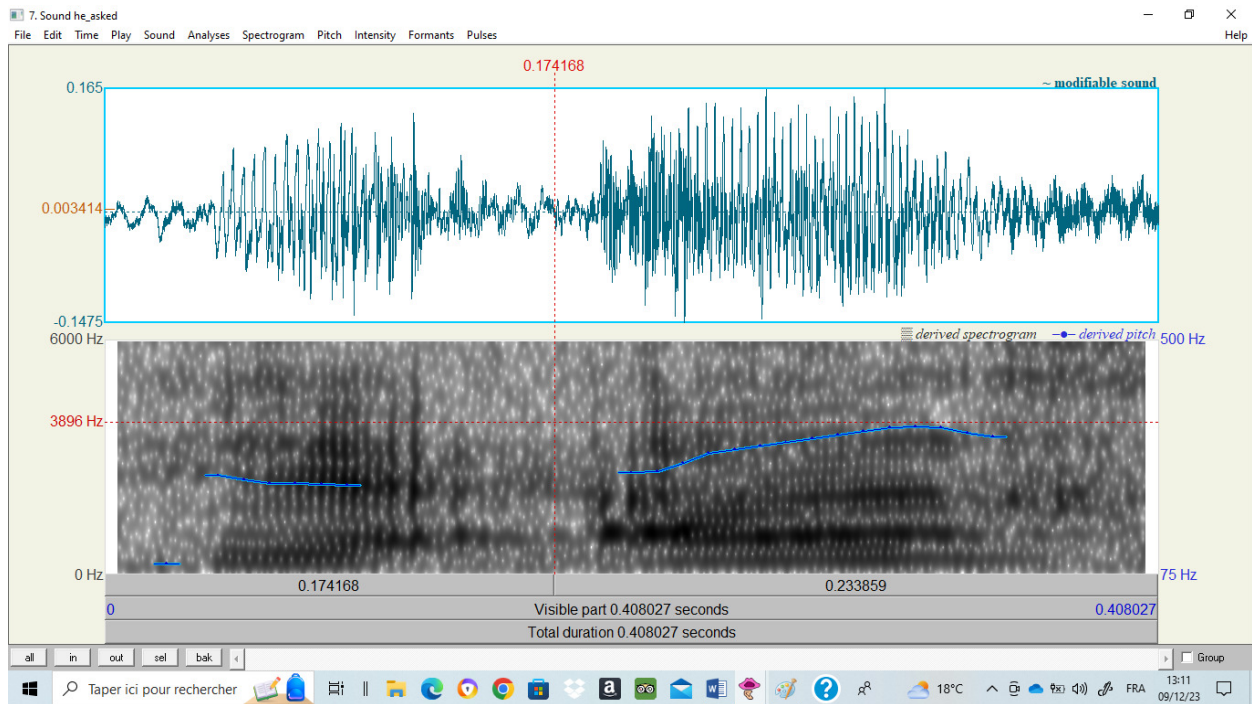 7. Sound he_asked
File Edit Time Play Sound Analyses Spectrogram Pitch Intensity Formants Pulses Help
0.174168
0.165
~ modifiable sound
0.003414
-0.1475
6000 Hz
derived spectrogram
derived pitch
500 Hz
3896 Hz
0 Hz
75 Hz
0.174168 0.233859
0 Visible part 0.408027 seconds 0.408027
Total duration 0.408027 seconds
all in out sel bak
Group
Taper ici pour rechercher
18°C
FRA
13:11
09/12/23